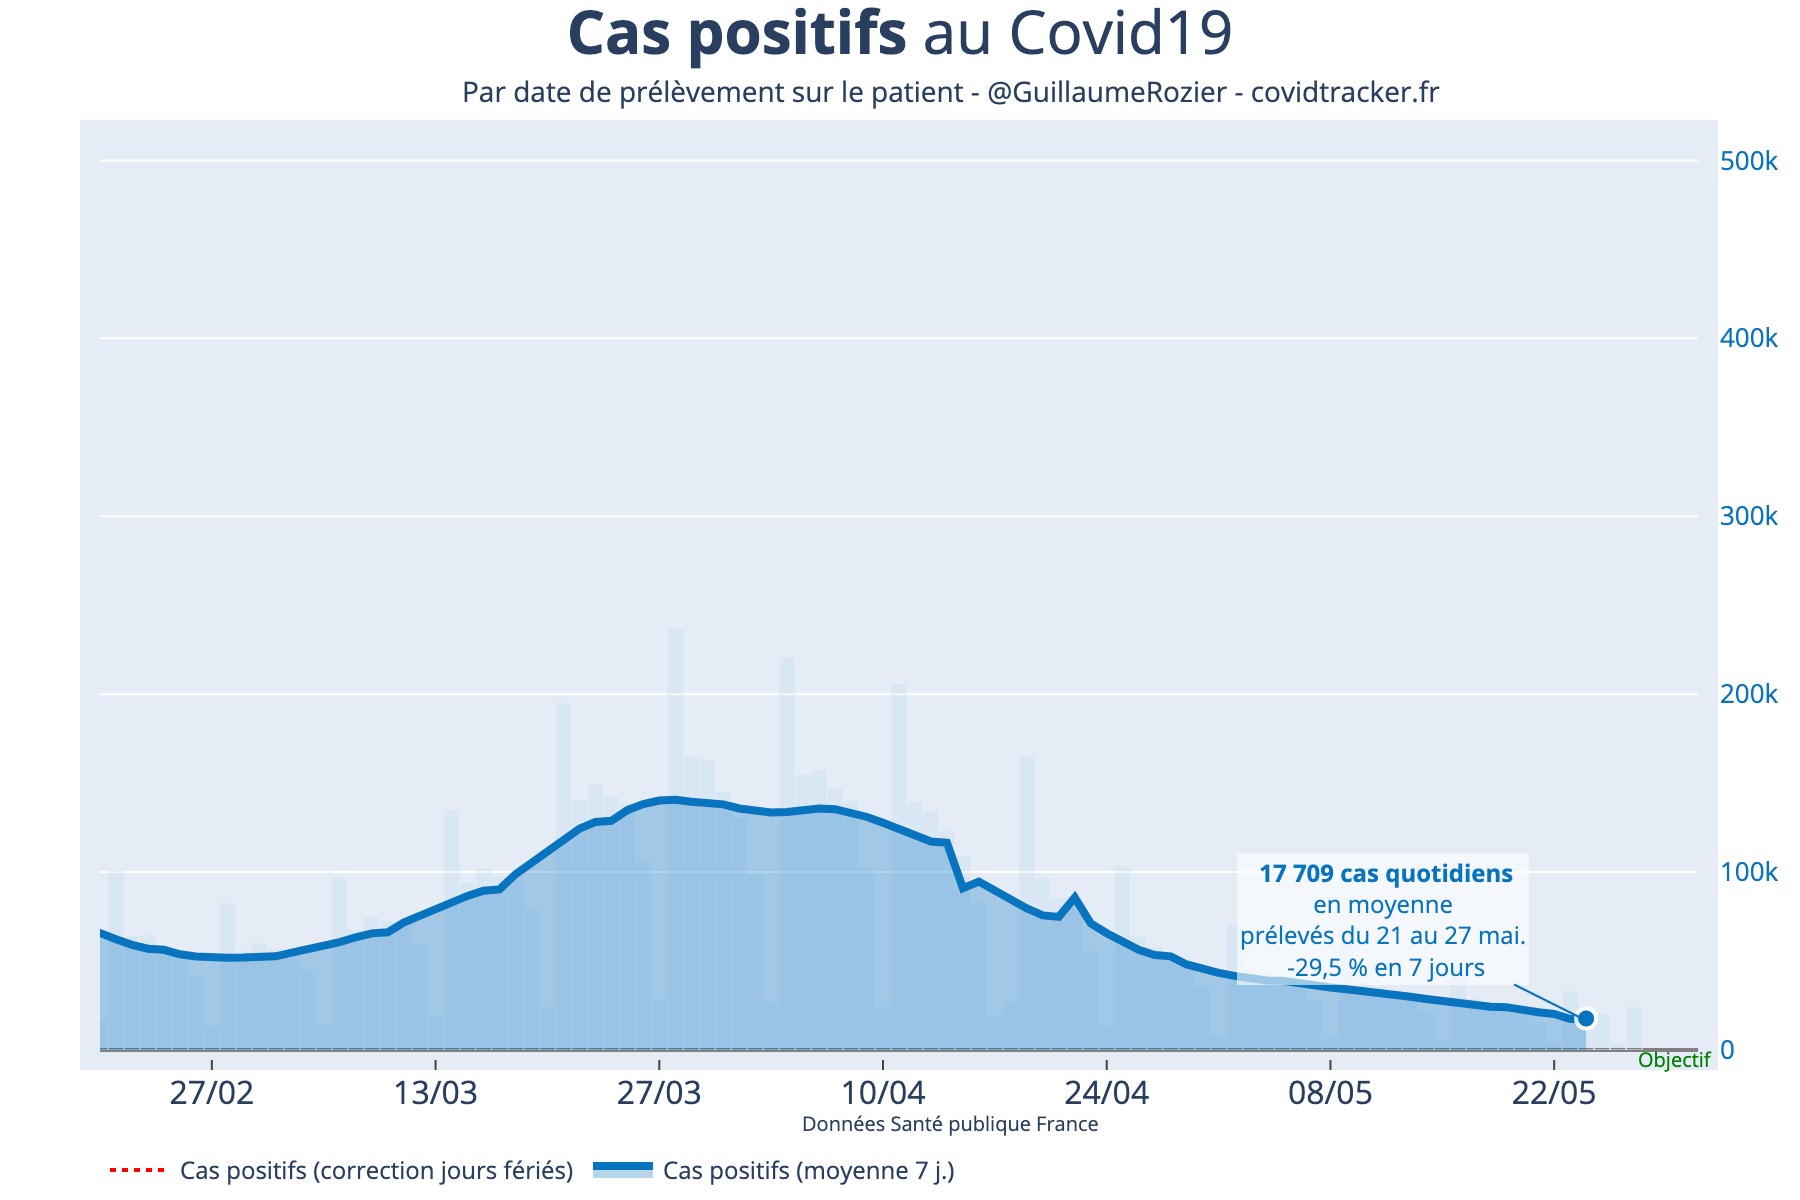 Cas positifs au Covid19
Par date de prélèvement sur le patient - @GuillaumeRozier - covidtracker.fr
500k
400k
300k
200k
100k
0
17 709 cas quotidiens
en moyenne
prélevés du 21 au 27 mai.
-29,5 % en 7 jours
Objectif
27/02 13/03 27/03 10/04 24/04 08/05 22/05
Données Santé publique France
Cas positifs (correction jours fériés) Cas positifs (moyenne 7 j.)